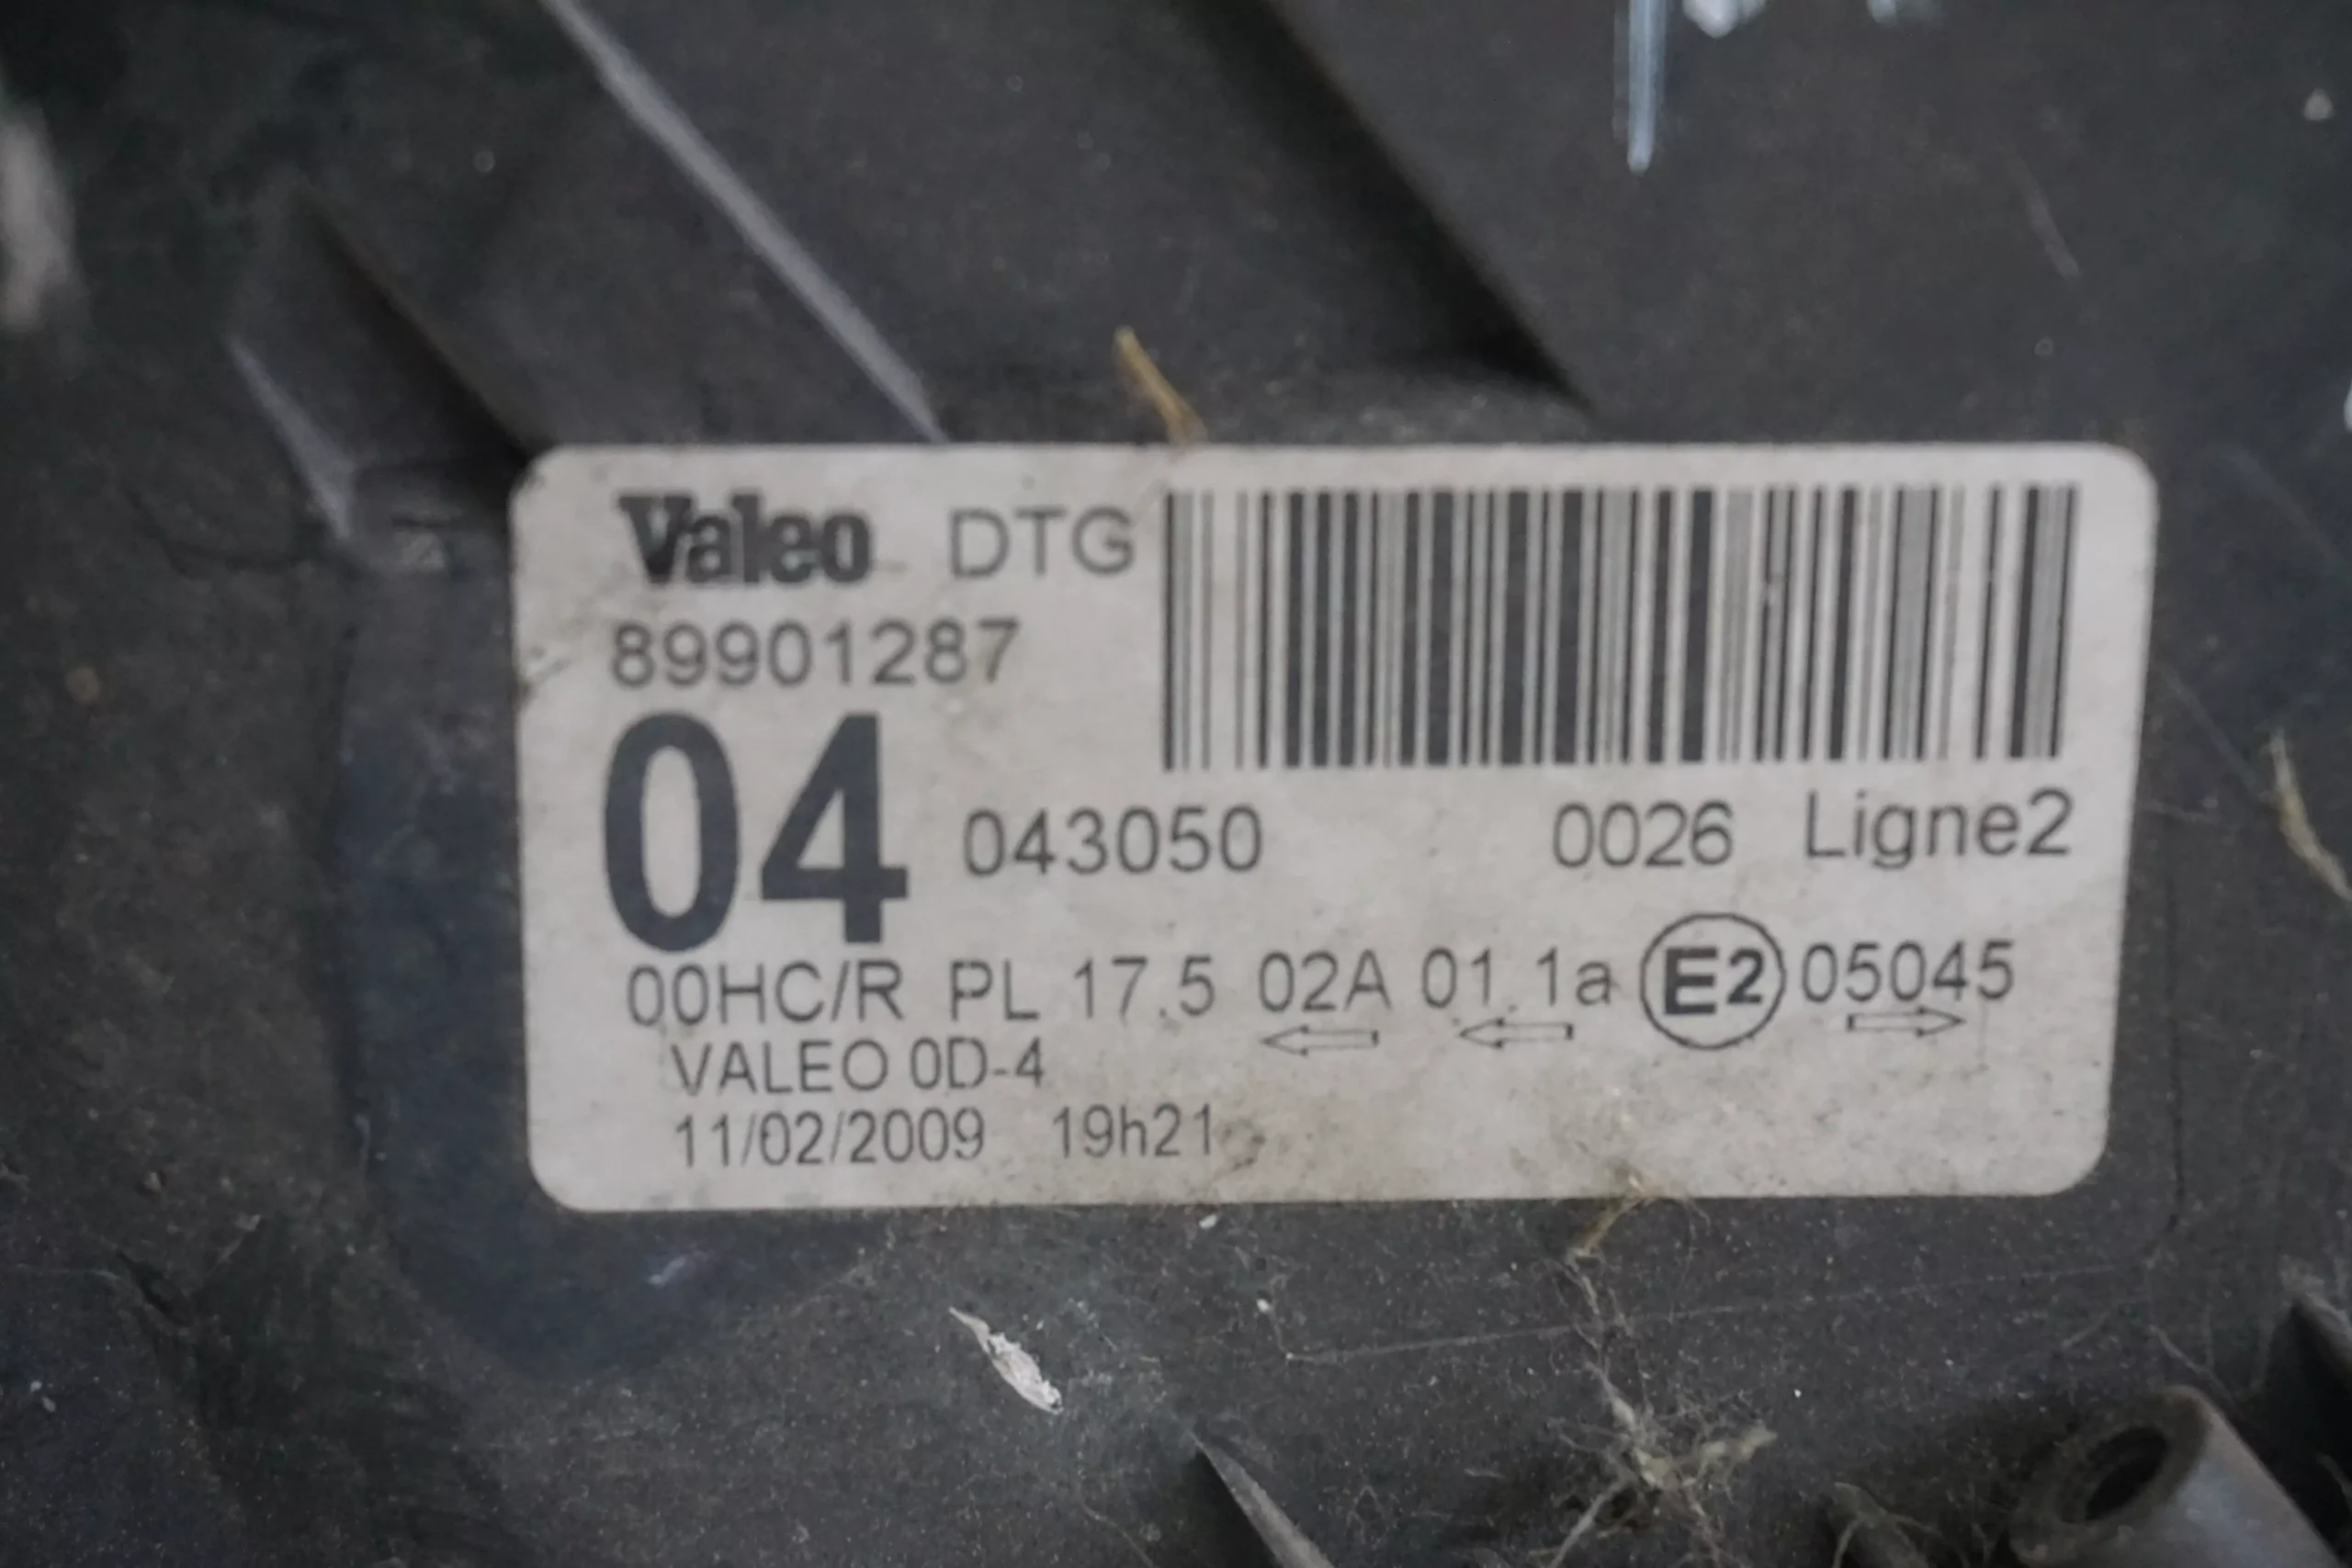 Valeo DTG
89901287
04 043050 0026 Ligne2
00HC/R PL 17.5 02A 01 1a E2 05045
VALEO 0D-4
11/02/2009 19h21